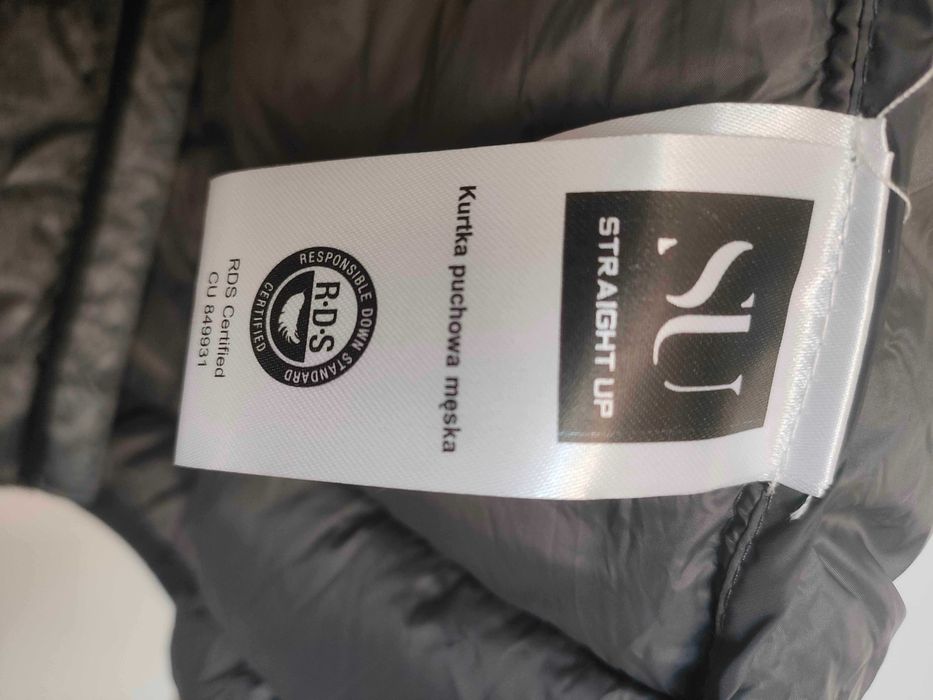 SU
STRAIGHT UP
Kurtka puchowa męska
RESPONSIBLE DOWN STANDARD
R·D·S
CERTIFIED
RDS Certified
CU 849931